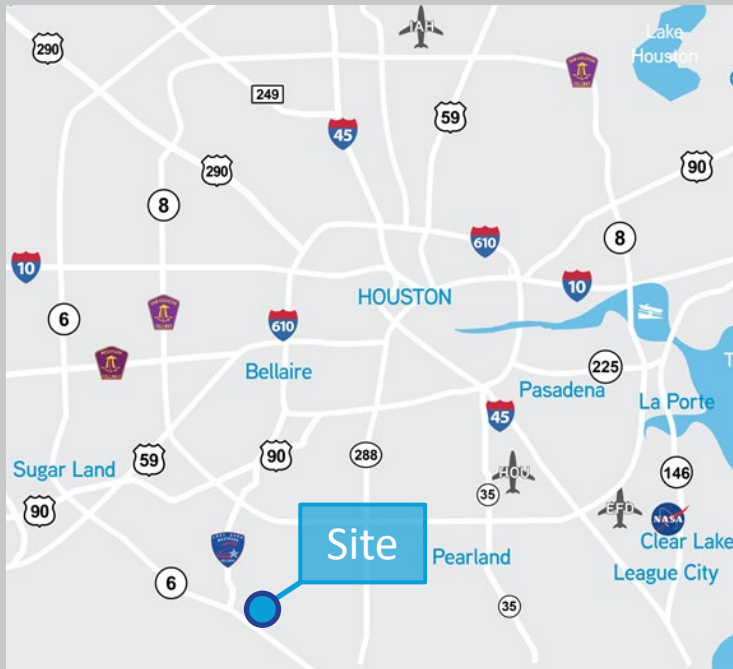 IAH
Lake
Houston
290
249
59
45
290
90
8
610
8
10
10
HOUSTON
6
610
225
Bellaire
Pasadena
La Porte
45
59
90
288
Sugar Land
146
HOU
35
90
EFD
NASA
Site
Clear Lake
Pearland
League City
6
35